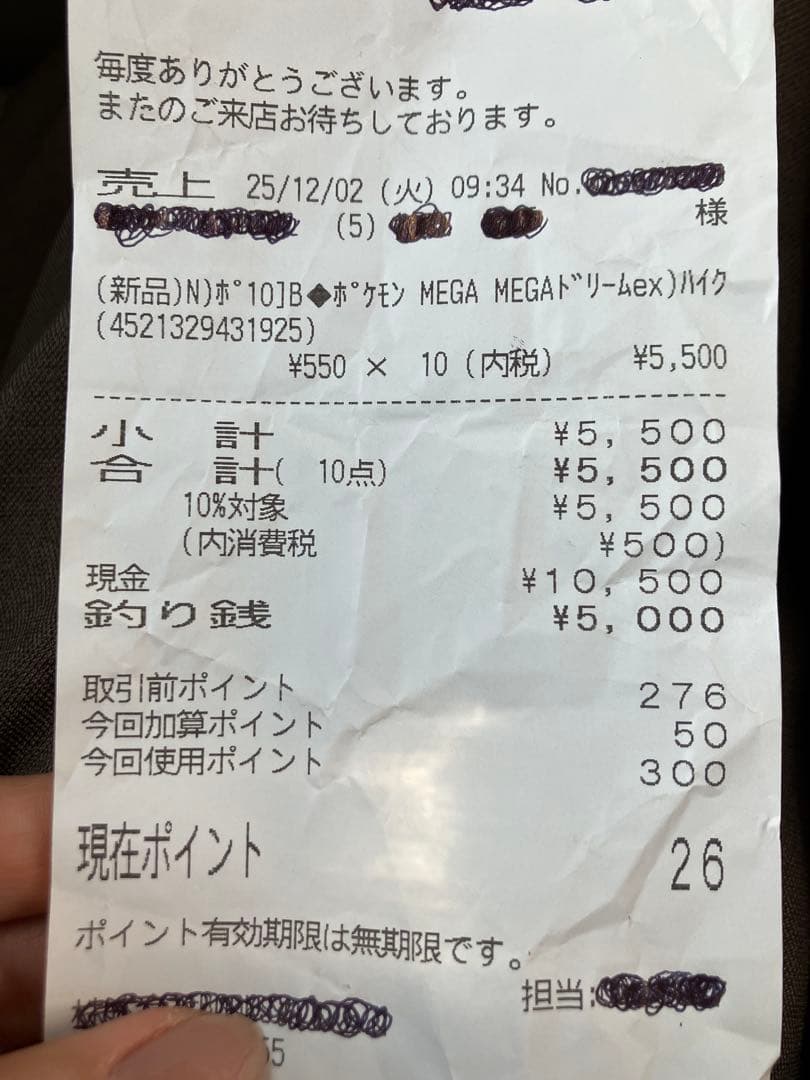 毎度ありがとうございます。
またのご来店お待ちしております。
売上 25/12/02 (火) 09:34 No.
(5) 様
(新品)N)ﾎﾟ10]B◆ﾎﾟｹﾓﾝ MEGA MEGAﾄﾞﾘｰﾑex)ﾊｲｸ
(4521329431925)
¥550 × 10 (内税) ¥5,500
小 計 ¥5,500
合 計( 10点) ¥5,500
10%対象 ¥5,500
(内消費税 ¥500)
現金 ¥10,500
釣り銭 ¥5,000
取引前ポイント 276
今回加算ポイント 50
今回使用ポイント 300
現在ポイント 26
ポイント有効期限は無期限です。
担当:
55